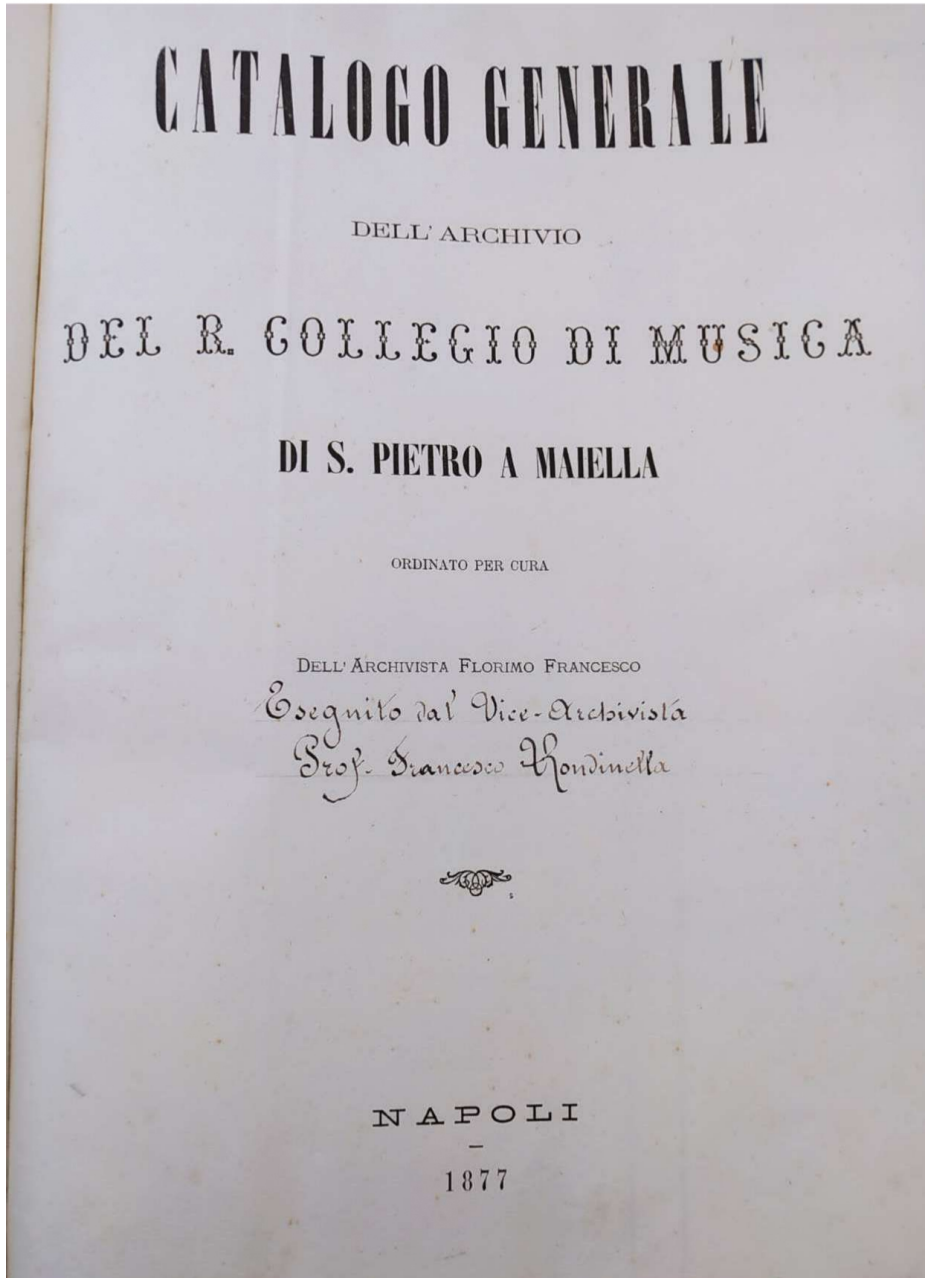 CATALOGO GENERALE
DELL' ARCHIVIO
DEL R. COLLEGIO DI MUSICA
DI S. PIETRO A MAIELLA
ORDINATO PER CURA
DELL' ARCHIVISTA FLORIMO FRANCESCO
Eseguito dal Vice-Archivista
Prof. Francesco Rondinella
NAPOLI
1877